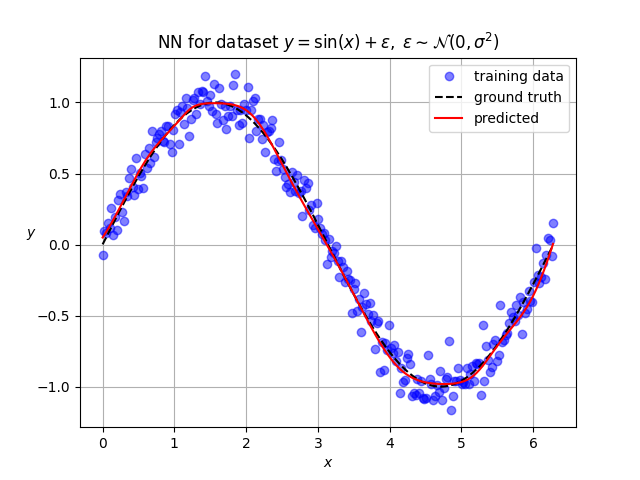 NN for dataset y = sin(x) + ε, ε ~ 𝒩(0, σ²)
training data
ground truth
predicted
1.0
0.5
0.0
−0.5
−1.0
y
0 1 2 3 4 5 6
x